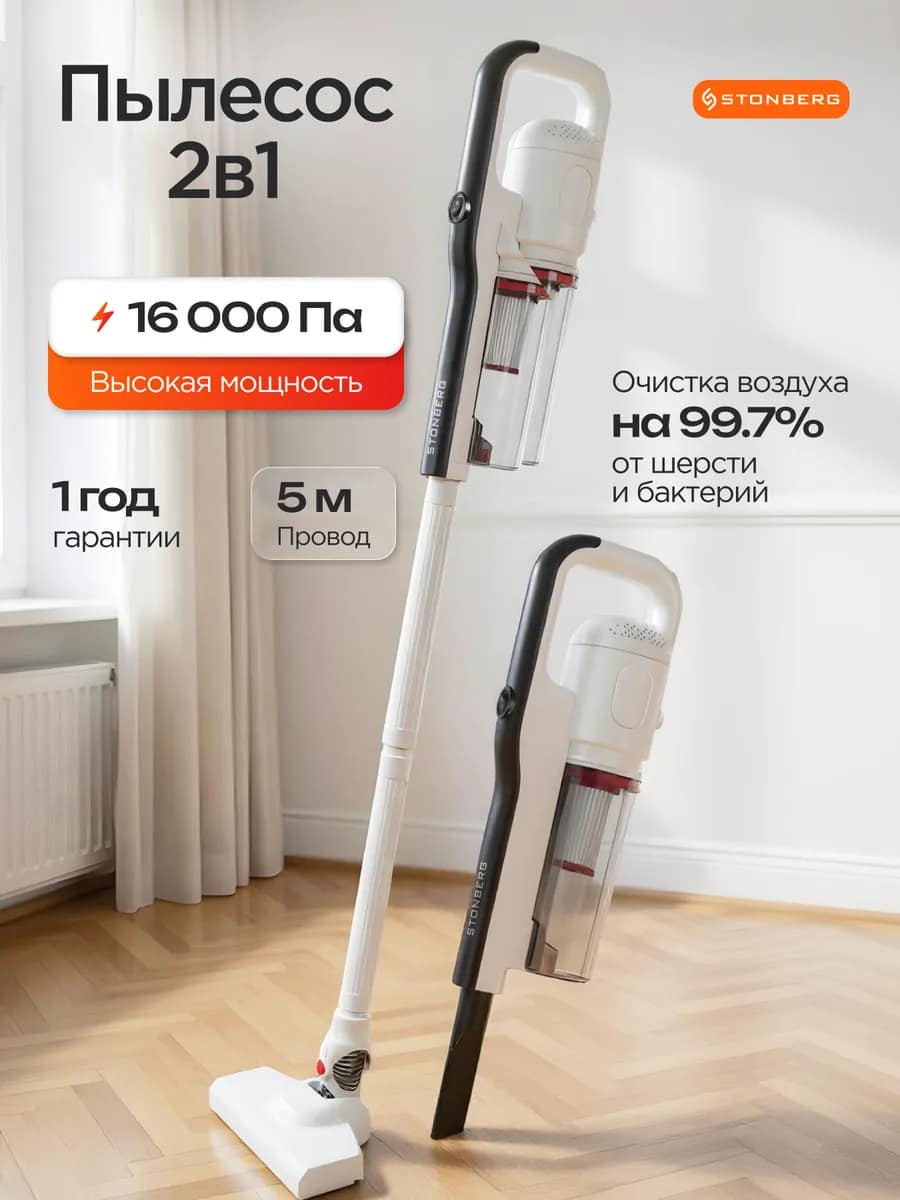 Пылесос
2в1
STONBERG
16 000 Па
Высокая мощность
1 год
гарантии
5 м
Провод
Очистка воздуха
на 99.7%
от шерсти
и бактерий
STONBERG
STONBERG